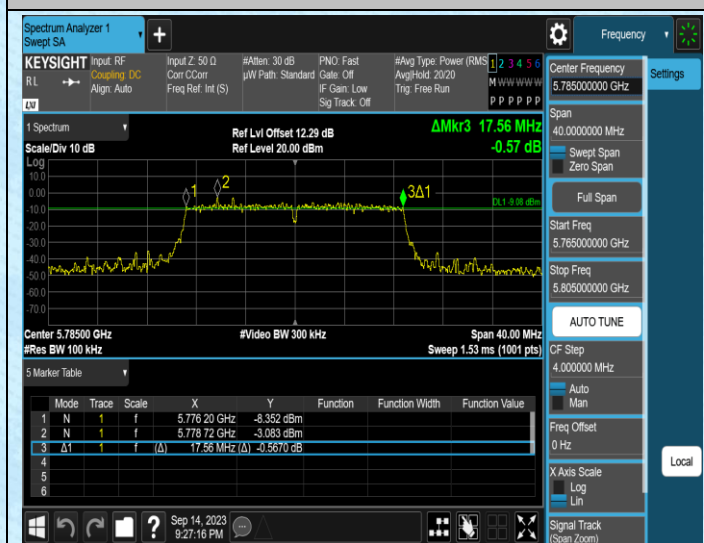 Spectrum Analyzer 1
Swept SA
+
Frequency
KEYSIGHT
RL
Input: RF
Coupling: DC
Align: Auto
Input Z: 50 Ω
Corr CCorr
Freq Ref: Int (S)
#Atten: 30 dB
µW Path: Standard
PNO: Fast
Gate: Off
IF Gain: Low
Sig Track: Off
#Avg Type: Power (RMS
Avg|Hold: 20/20
Trig: Free Run
1 2 3 4 5 6
M W W W W W
P P P P P P
1 Spectrum
Scale/Div 10 dB
Ref Lvl Offset 12.29 dB
Ref Level 20.00 dBm
ΔMkr3 17.56 MHz
-0.57 dB
Log
10.0
0.00
-10.0
-20.0
-30.0
-40.0
-50.0
-60.0
-70.0
1
2
3Δ1
DL1 -9.08 dBm
Center 5.78500 GHz
#Video BW 300 kHz
Span 40.00 MHz
#Res BW 100 kHz
Sweep 1.53 ms (1001 pts)
5 Marker Table
Mode Trace Scale X Y Function Function Width Function Value
1 N 1 f 5.776 20 GHz -8.352 dBm
2 N 1 f 5.778 72 GHz -3.083 dBm
3 Δ1 1 f (Δ) 17.56 MHz (Δ) -0.5670 dB
4
5
6
Sep 14, 2023
9:27:16 PM
?
Center Frequency
5.785000000 GHz
Settings
Span
40.0000000 MHz
Swept Span
Zero Span
Full Span
Start Freq
5.765000000 GHz
Stop Freq
5.805000000 GHz
AUTO TUNE
CF Step
4.000000 MHz
Auto
Man
Freq Offset
0 Hz
X Axis Scale
Log
Lin
Signal Track
(Span Zoom)
Local